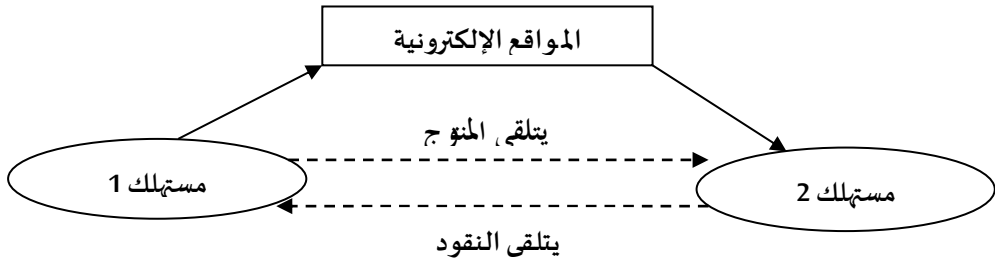 المواقع الإلكترونية
يتلقى المنتوج
مستهلك 1
مستهلك 2
يتلقى النقود